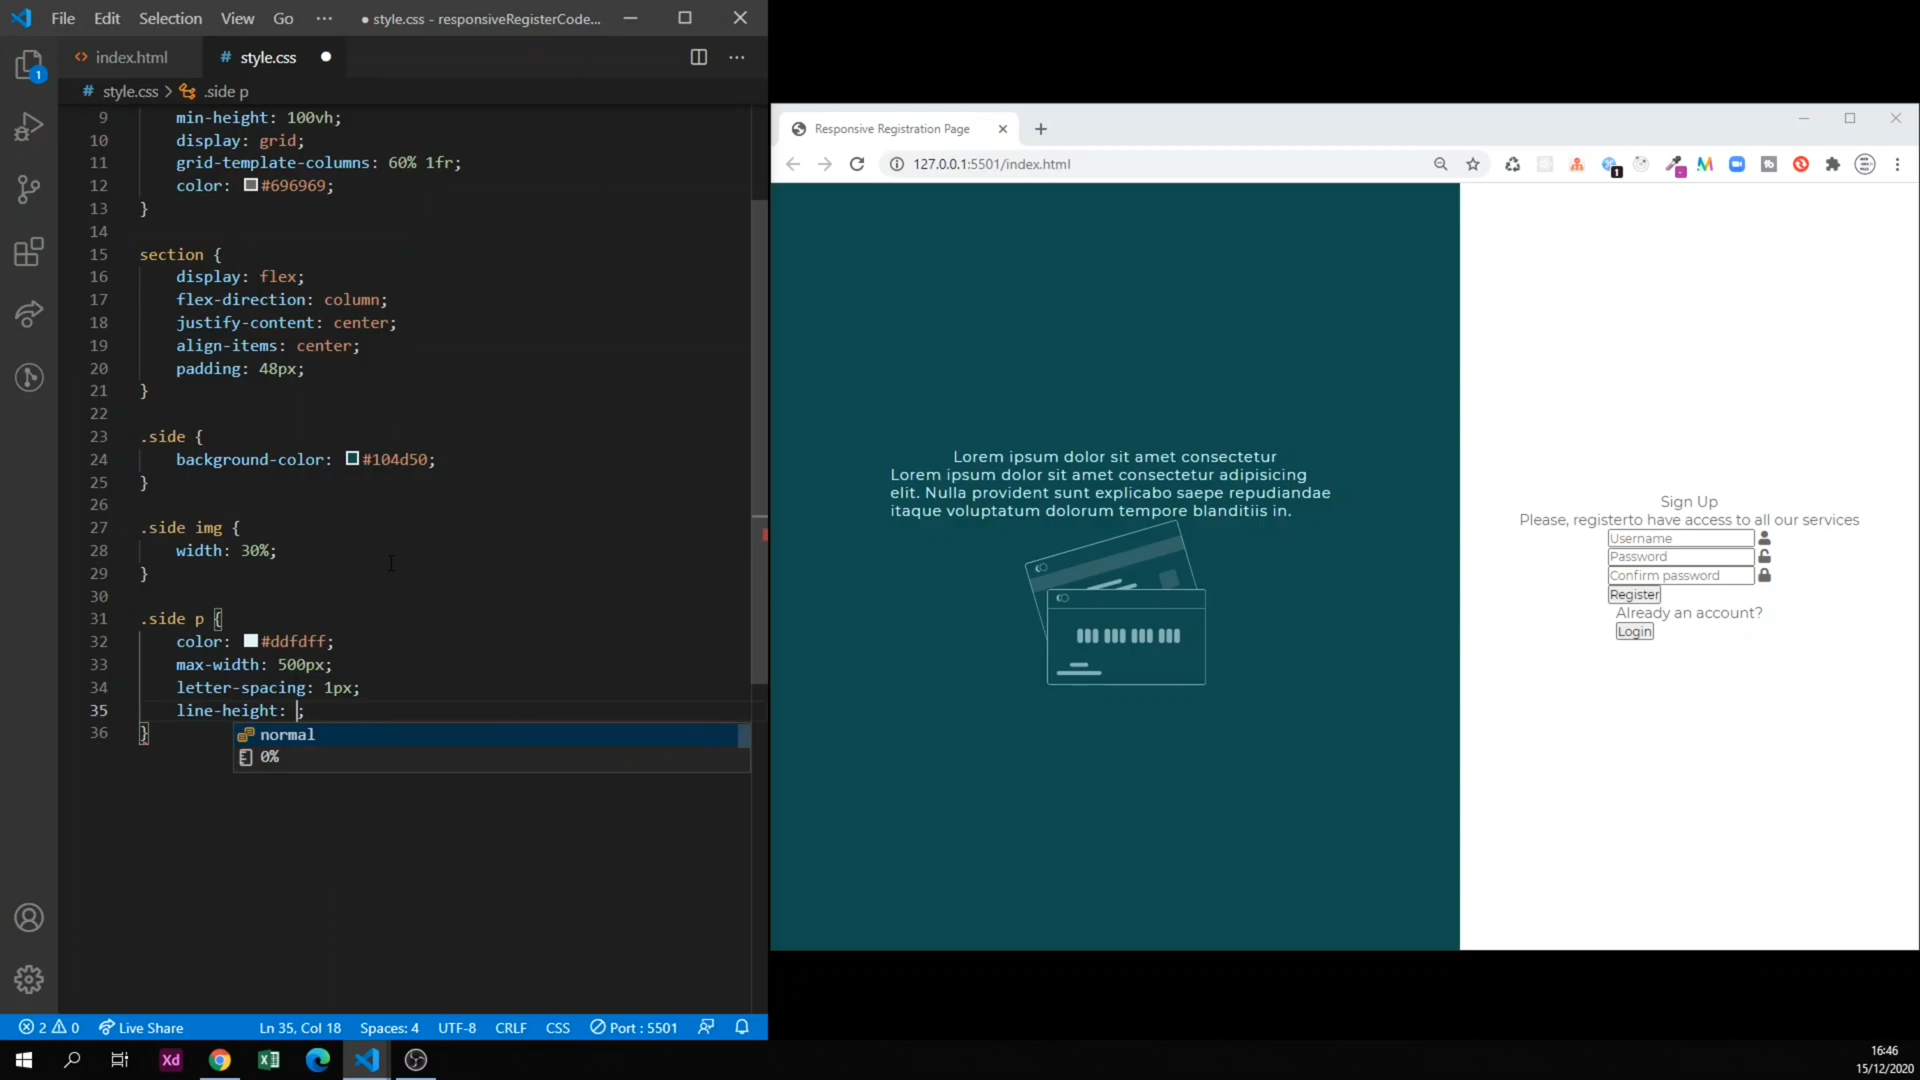 File Edit Selection View Go ··· ● style.css - responsiveRegisterCode...
index.html # style.css ●
# style.css > .side p
9 min-height: 100vh;
10 display: grid;
11 grid-template-columns: 60% 1fr;
12 color: #696969;
13 }
14
15 section {
16 display: flex;
17 flex-direction: column;
18 justify-content: center;
19 align-items: center;
20 padding: 48px;
21 }
22
23 .side {
24 background-color: #104d50;
25 }
26
27 .side img {
28 width: 30%;
29 }
30
31 .side p {
32 color: #ddfdff;
33 max-width: 500px;
34 letter-spacing: 1px;
35 line-height: ;
36 }
normal
0%
1
2 0 Live Share Ln 35, Col 18 Spaces: 4 UTF-8 CRLF CSS Port : 5501
Responsive Registration Page
127.0.0.1:5501/index.html
1
Lorem ipsum dolor sit amet consectetur
Lorem ipsum dolor sit amet consectetur adipisicing
elit. Nulla provident sunt explicabo saepe repudiandae
itaque voluptatum dolorum tempore blanditiis in.
Sign Up
Please, registerto have access to all our services
Username
Password
Confirm password
Register
Already an account?
Login
Xd
16:46
15/12/2020